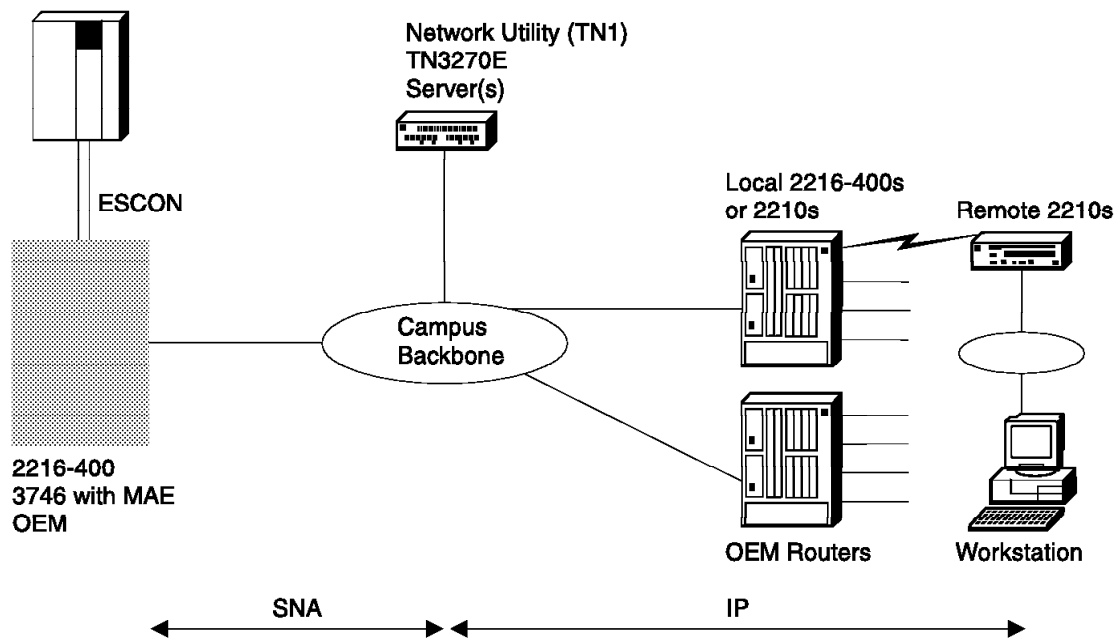 Network Utility (TN1)
TN3270E
Server(s)
ESCON
Local 2216-400s
or 2210s
Remote 2210s
Campus
Backbone
2216-400
3746 with MAE
OEM
OEM Routers
Workstation
SNA
IP